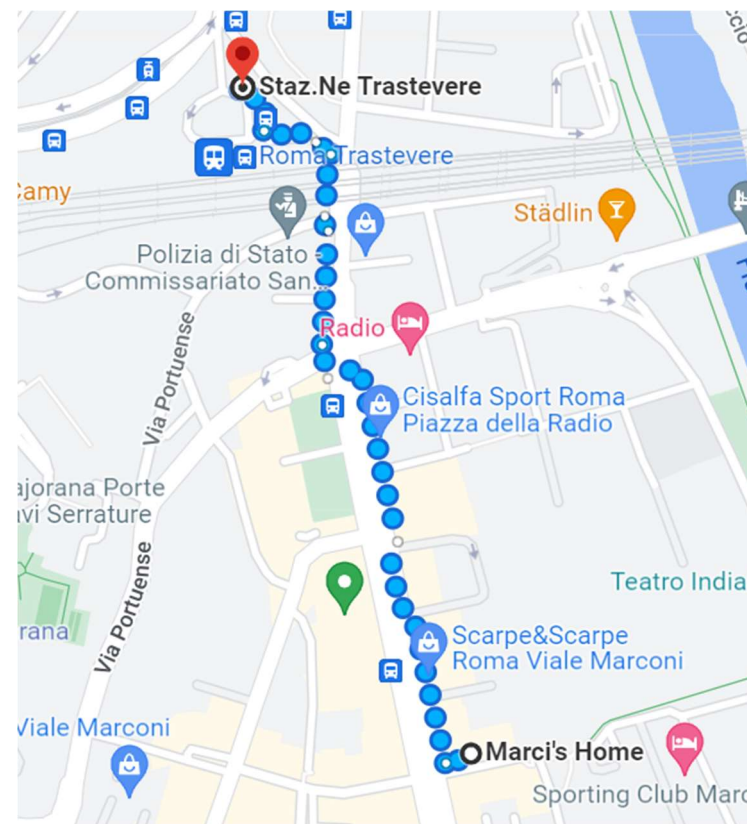 Staz.Ne Trastevere
Roma Trastevere
Camy
Städlin
Polizia di Stato -
Commissariato San...
Radio
Via Portuense
Cisalfa Sport Roma
Piazza della Radio
ajorana Porte
avi Serrature
Teatro India
rana
Via Portuense
Scarpe&Scarpe
Roma Viale Marconi
Viale Marconi
Marci's Home
Sporting Club Marc